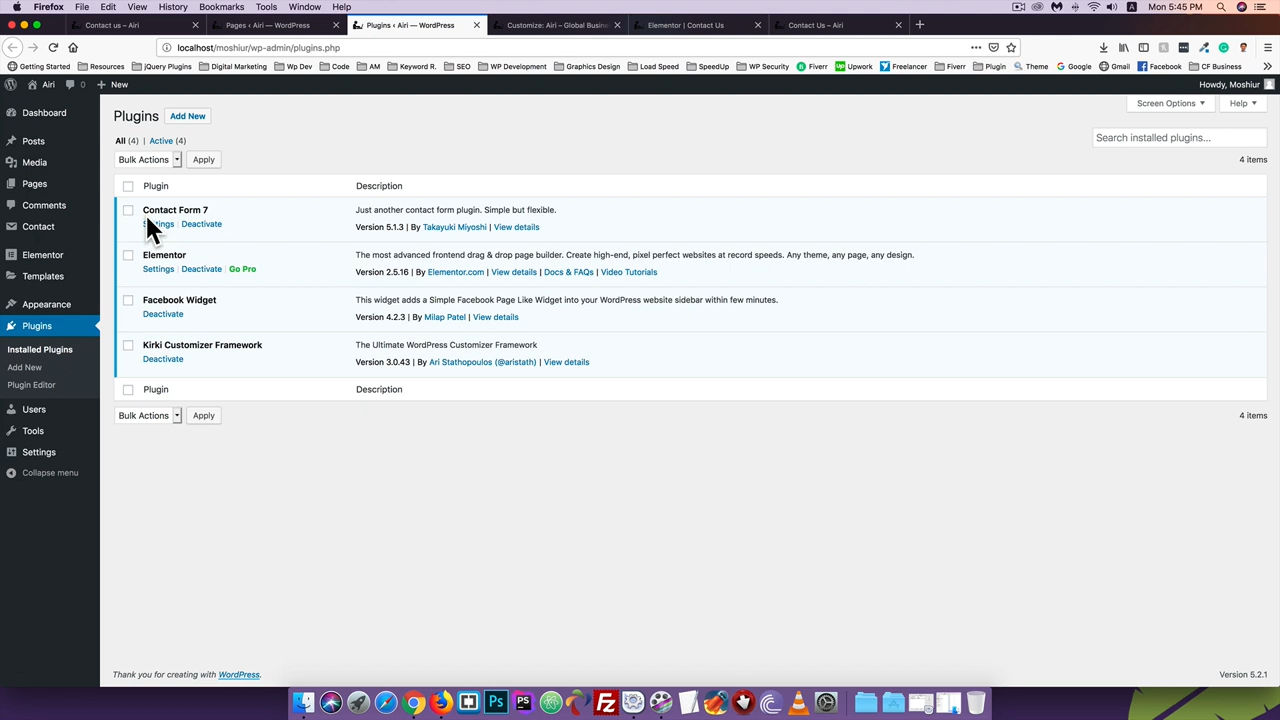 Firefox File Edit View History Bookmarks Tools Window Help A Mon 5:45 PM
Contact us – Airi Pages ‹ Airi — WordPress Plugins ‹ Airi — WordPress Customize: Airi – Global Busine Elementor | Contact Us Contact Us – Airi
localhost/moshiur/wp-admin/plugins.php
Getting Started Resources jQuery Plugins Digital Marketing Wp Dev Code AM Keyword R. SEO WP Development Graphics Design Load Speed SpeedUp WP Security Fiverr Upwork Freelancer Fiverr Plugin Theme Google Gmail Facebook CF Business
Airi 0 New Howdy, Moshiur
Dashboard
Posts
Media
Pages
Comments
Contact
Elementor
Templates
Appearance
Plugins
Installed Plugins
Add New
Plugin Editor
Users
Tools
Settings
Collapse menu
Screen Options Help
Plugins Add New
All (4) | Active (4)
Search installed plugins...
Bulk Actions Apply 4 items
Plugin Description
Contact Form 7 Just another contact form plugin. Simple but flexible.
Deactivate Version 5.1.3 | By Takayuki Miyoshi | View details
Elementor The most advanced frontend drag & drop page builder. Create high-end, pixel perfect websites at record speeds. Any theme, any page, any design.
Settings | Deactivate | Go Pro Version 2.5.16 | By Elementor.com | View details | Docs & FAQs | Video Tutorials
Facebook Widget This widget adds a Simple Facebook Page Like Widget into your WordPress website sidebar within few minutes.
Deactivate Version 4.2.3 | By Milap Patel | View details
Kirki Customizer Framework The Ultimate WordPress Customizer Framework
Deactivate Version 3.0.43 | By Ari Stathopoulos (@aristath) | View details
Plugin Description
Bulk Actions Apply 4 items
Thank you for creating with WordPress. Version 5.2.1
Ps PS Fz